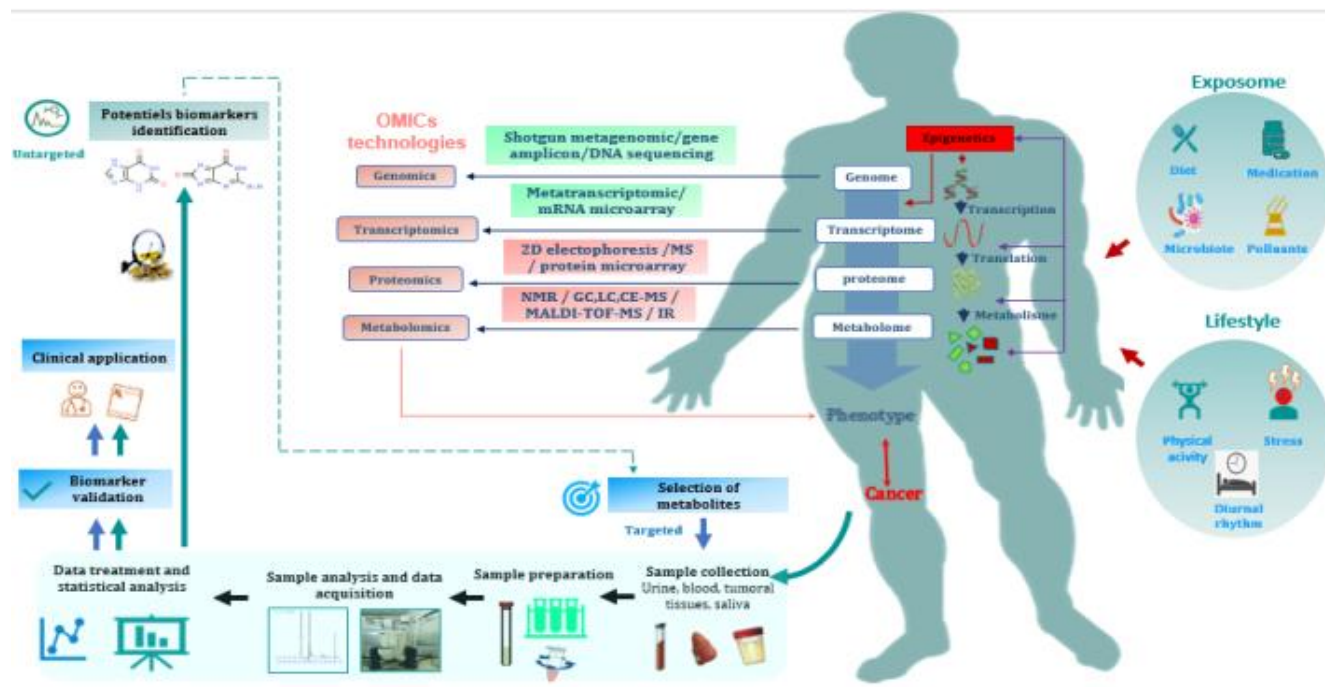 Exposome
Diet
Medication
Microbiote
Polluants
Lifestyle
Physical
acivity
Stress
Diurnal
rhythm
Potentiels biomarkers
identification
Untargeted
OMICs
technologies
Shotgun metagenomic/gene
amplicon/DNA sequencing
Genomics
Metatranscriptomic/
mRNA microarray
Transcriptomics
2D electophoresis /MS
/ protein microarray
Proteomics
NMR / GC,LC,CE-MS /
MALDI-TOF-MS / IR
Metabolomics
Epigenetics
Genome
Transcription
Transcriptome
Translation
proteome
Metabolisme
Metabolome
Phenotype
Cancer
Clinical application
Biomarker
validation
Selection of
metabolites
Targeted
Data treatment and
statistical analysis
Sample analysis and data
acquisition
Sample preparation
Sample collection
Urine, blood, tumoral
tissues, saliva